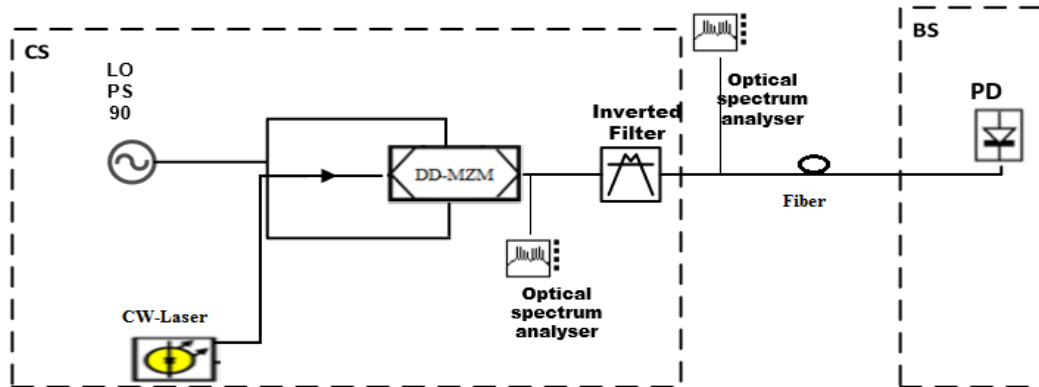 CS
LO
PS
90
CW-Laser
DD-MZM
Optical
spectrum
analyser
Inverted
Filter
Optical
spectrum
analyser
Fiber
BS
PD